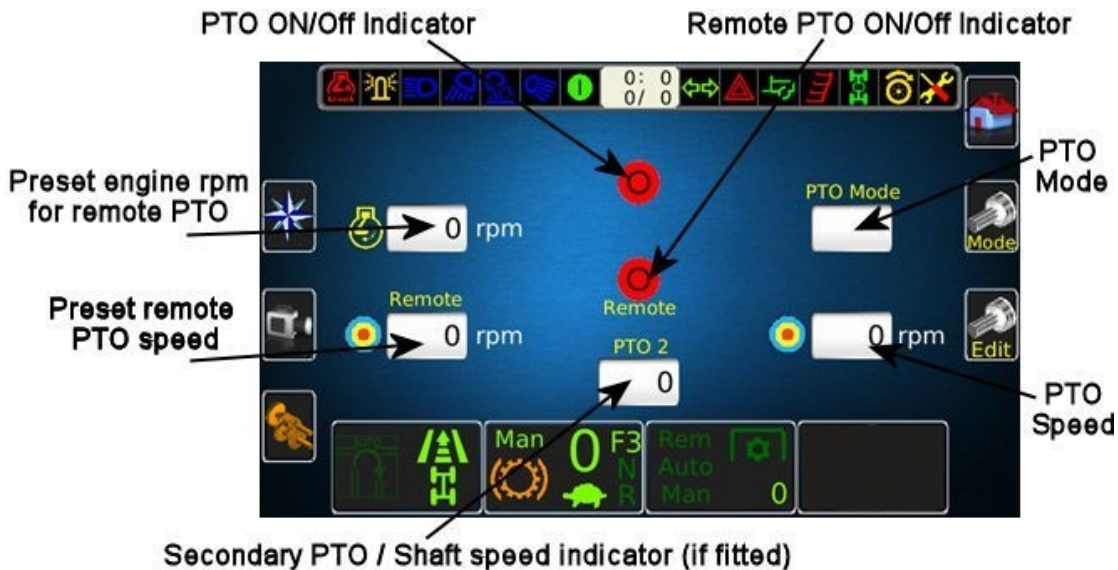 PTO ON/Off Indicator
Remote PTO ON/Off Indicator
0: 0
0/ 0
Preset engine rpm
for remote PTO
0 rpm
PTO Mode
PTO
Mode
Mode
Preset remote
PTO speed
Remote
0 rpm
Remote
PTO 2
0
0 rpm
Edit
PTO
Speed
AUTO
Man
0
F3
N
R
Rem
Auto
Man
0
Secondary PTO / Shaft speed indicator (if fitted)